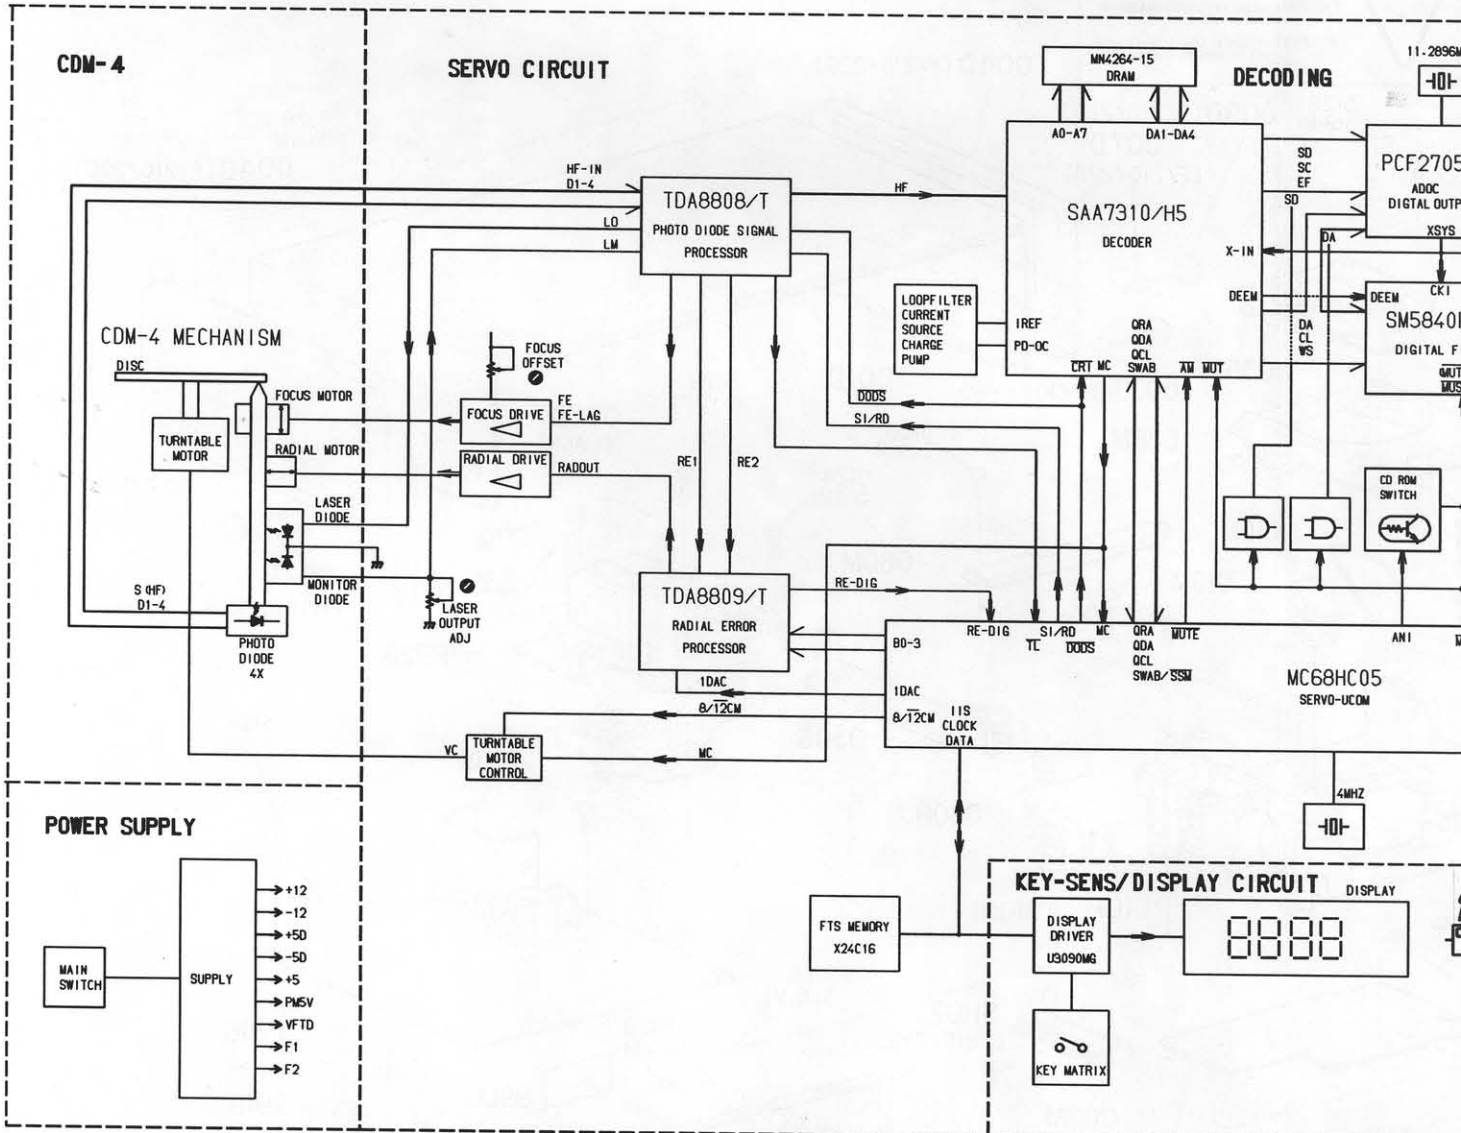 CDM-4
SERVO CIRCUIT
DECODING
MN4264-15
DRAM
11.2896M
A0-A7
DA1-DA4
HF-IN
D1-4
LO
LM
TDA8808/T
PHOTO DIODE SIGNAL
PROCESSOR
HF
SAA7310/H5
DECODER
SD
SC
EF
SD
DA
PCF2705
ADOC
DIGTAL OUTP
XSYS
X-IN
DEEM
DEEM
CKI
SM5840
DIGITAL F
DA
CL
WS
LOOPFILTER
CURRENT
SOURCE
CHARGE
PUMP
IREF
PD-OC
QRA
QDA
QCL
SWAB
CRT
MC
AM
MUT
CDM-4 MECHANISM
DISC
FOCUS MOTOR
TURNTABLE
MOTOR
RADIAL MOTOR
LASER
DIODE
MONITOR
DIODE
S (HF)
D1-4
PHOTO
DIODE
4X
FOCUS
OFFSET
FOCUS DRIVE
FE
FE-LAG
RADIAL DRIVE
RADOUT
LASER
OUTPUT
ADJ
RE1
RE2
DODS
SI/RD
CD ROM
SWITCH
TDA8809/T
RADIAL ERROR
PROCESSOR
RE-DIG
RE-DIG
TL
SI/RD
DODS
MC
QRA
QDA
QCL
SWAB/SSM
MUTE
ANI
B0-3
1DAC
1DAC
8/12CM
8/12CM
IIS
CLOCK
DATA
MC68HC05
SERVO-UCOM
VC
TURNTABLE
MOTOR
CONTROL
MC
4MHZ
POWER SUPPLY
MAIN
SWITCH
SUPPLY
+12
-12
+5D
-5D
+5
PM5V
VFTD
F1
F2
FTS MEMORY
X24C16
KEY-SENS/DISPLAY CIRCUIT
DISPLAY
DISPLAY
DRIVER
U3090MG
8888
KEY MATRIX